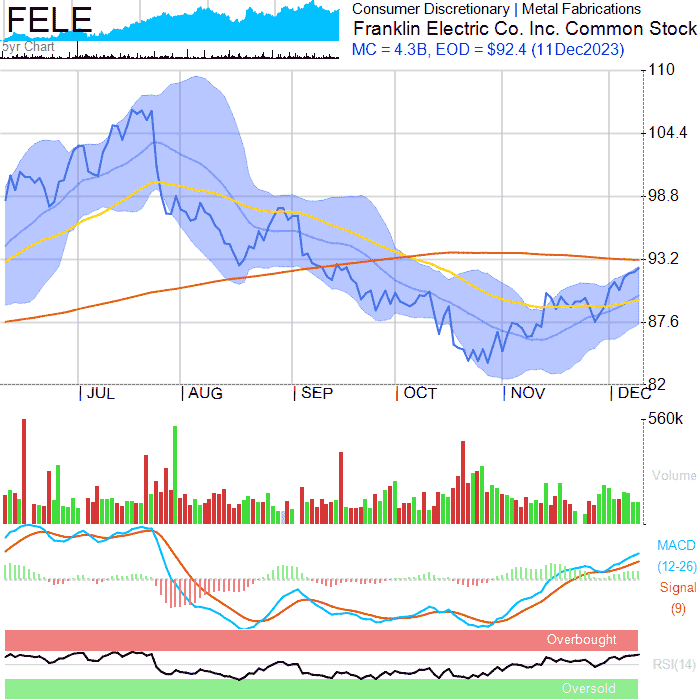 FELE
5yr Chart
Consumer Discretionary | Metal Fabrications
Franklin Electric Co. Inc. Common Stock
MC = 4.3B, EOD = $92.4 (11Dec2023)
110
104.4
98.8
93.2
87.6
82
JUL
AUG
SEP
OCT
NOV
DEC
560k
Volume
MACD
(12-26)
Signal
(9)
Overbought
RSI(14)
Oversold